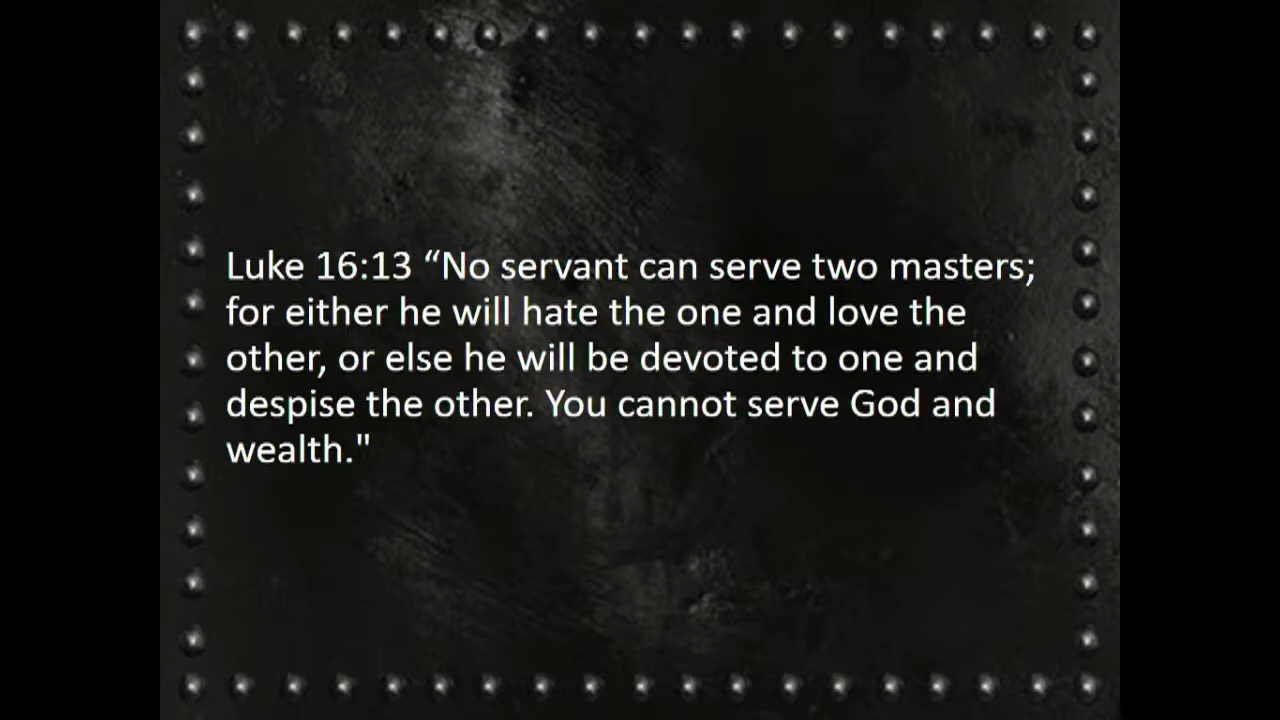 Luke 16:13 “No servant can serve two masters;
for either he will hate the one and love the
other, or else he will be devoted to one and
despise the other. You cannot serve God and
wealth."